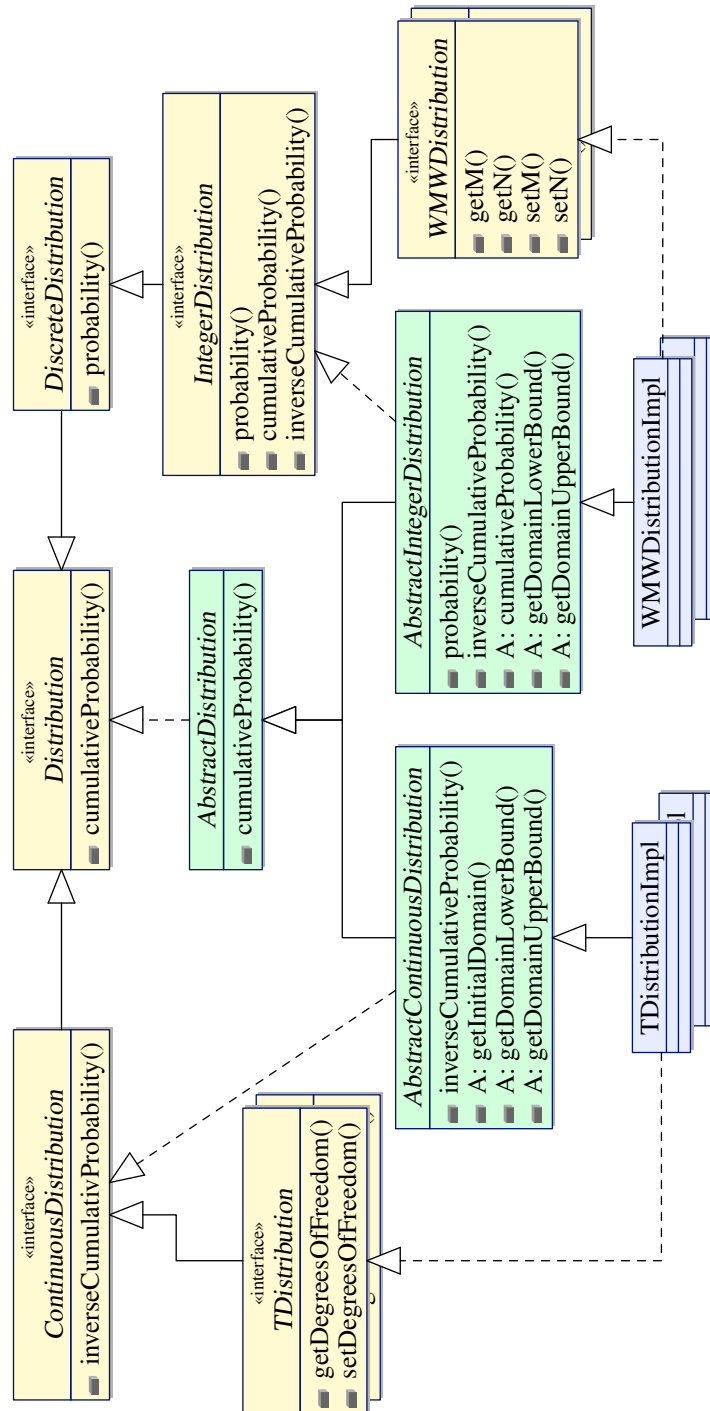 «interface»
ContinuousDistribution
inverseCumulativProbability()
«interface»
Distribution
cumulativeProbability()
«interface»
DiscreteDistribution
probability()
«interface»
TDistribution
getDegreesOfFreedom()
setDegreesOfFreedom()
AbstractDistribution
cumulativeProbability()
«interface»
IntegerDistribution
probability()
cumulativeProbability()
inverseCumulativeProbability()
AbstractContinuousDistribution
inverseCumulativeProbability()
A: getInitialDomain()
A: getDomainLowerBound()
A: getDomainUpperBound()
AbstractIntegerDistribution
probability()
inverseCumulativeProbability()
A: cumulativeProbability()
A: getDomainLowerBound()
A: getDomainUpperBound()
«interface»
WMWDistribution
getM()
getN()
setM()
setN()
TDistributionImpl
WMWDistributionImpl